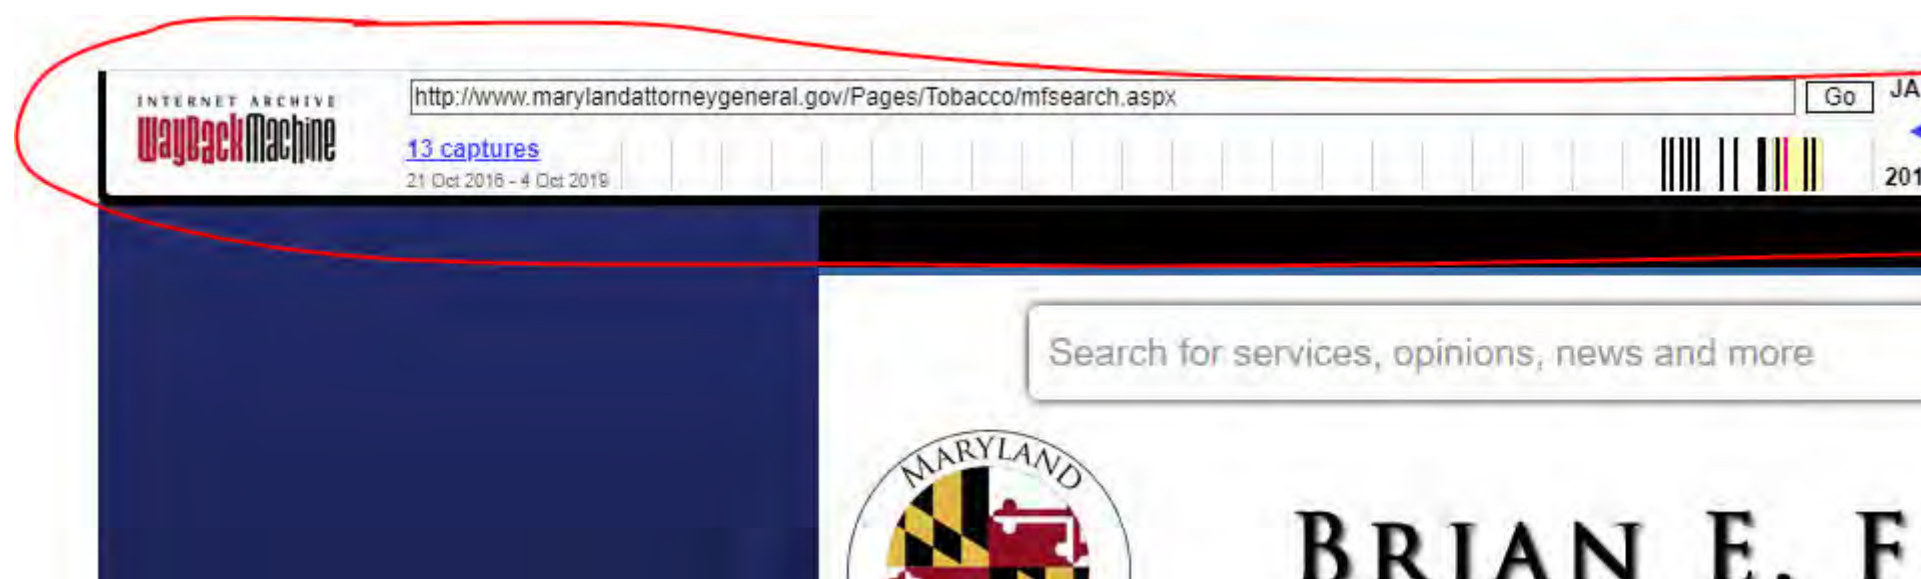 INTERNET ARCHIVE
WayBackMachine
http://www.marylandattorneygeneral.gov/Pages/Tobacco/mfsearch.aspx
Go
JA
13 captures
21 Oct 2016 - 4 Oct 2019
201
Search for services, opinions, news and more
MARYLAND
BRIAN E. F